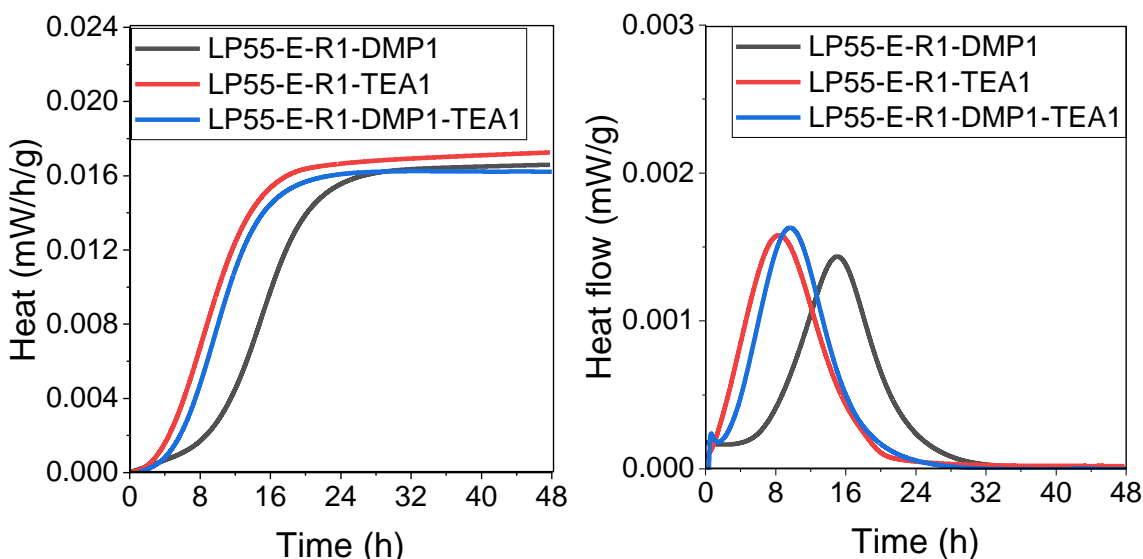 LP55-E-R1-DMP1
LP55-E-R1-TEA1
LP55-E-R1-DMP1-TEA1
Heat (mW/h/g)
0.024
0.020
0.016
0.012
0.008
0.004
0.000
0 8 16 24 32 40 48
Time (h)
LP55-E-R1-DMP1
LP55-E-R1-TEA1
LP55-E-R1-DMP1-TEA1
Heat flow (mW/g)
0.003
0.002
0.001
0.000
0 8 16 24 32 40 48
Time (h)